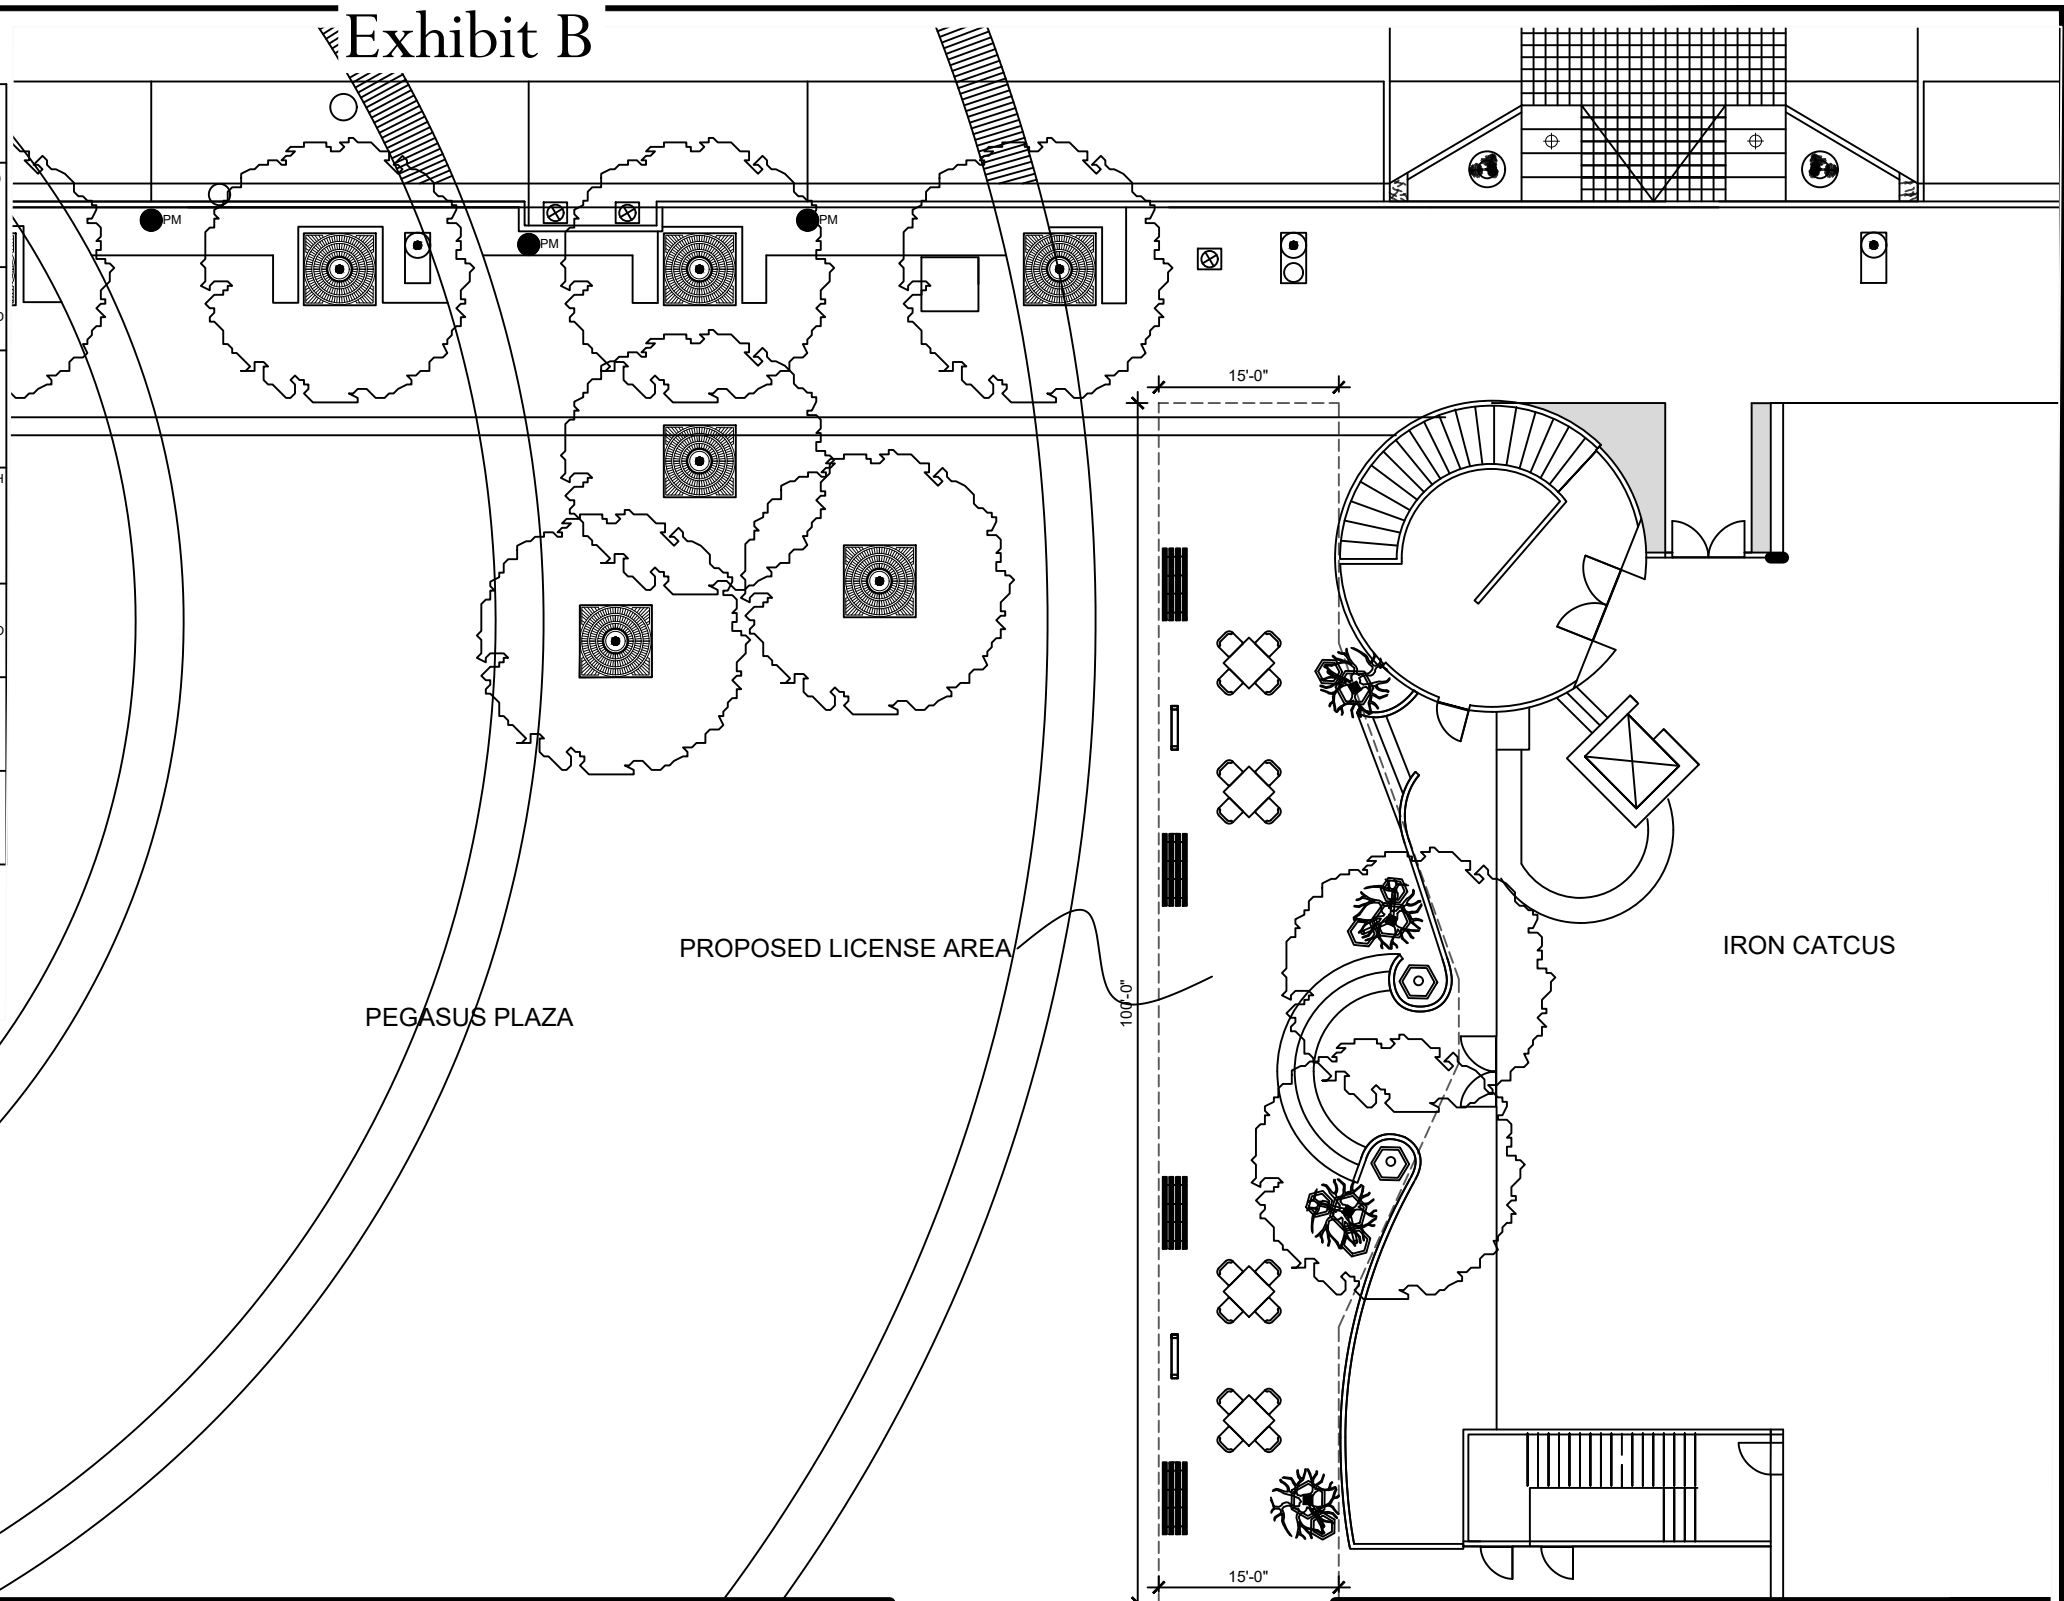 Exhibit B
PM
PM
PM
15'-0"
PROPOSED LICENSE AREA
IRON CATCUS
100'-0"
PEGASUS PLAZA
15'-0"